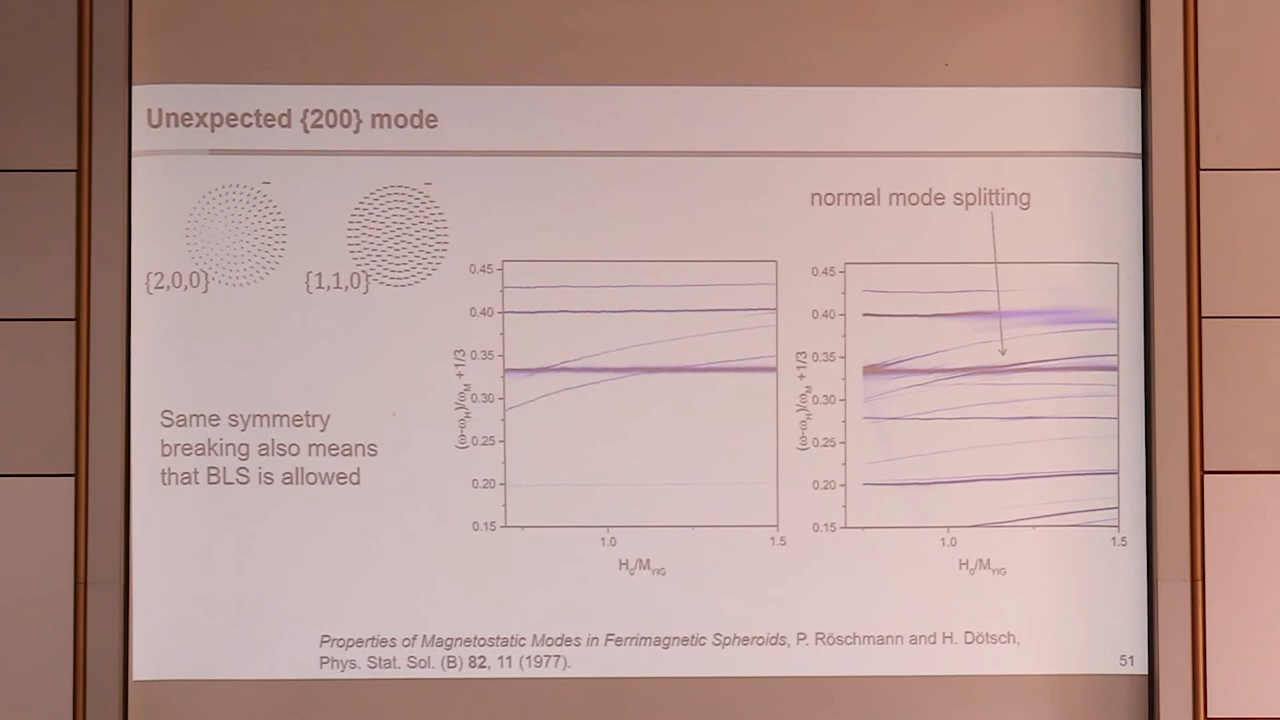 Unexpected {200} mode
{2,0,0}
{1,1,0}
normal mode splitting
Same symmetry
breaking also means
that BLS is allowed
0.45
0.40
0.35
0.30
0.25
0.20
0.15
(ω-ω_H)/ω_M +1/3
1.0
1.5
H₀/M_YIG
0.45
0.40
0.35
0.30
0.25
0.20
0.15
(ω-ω_H)/ω_M +1/3
1.0
1.5
H₀/M_YIG
Properties of Magnetostatic Modes in Ferrimagnetic Spheroids, P. Röschmann and H. Dötsch,
Phys. Stat. Sol. (B) 82, 11 (1977).
51